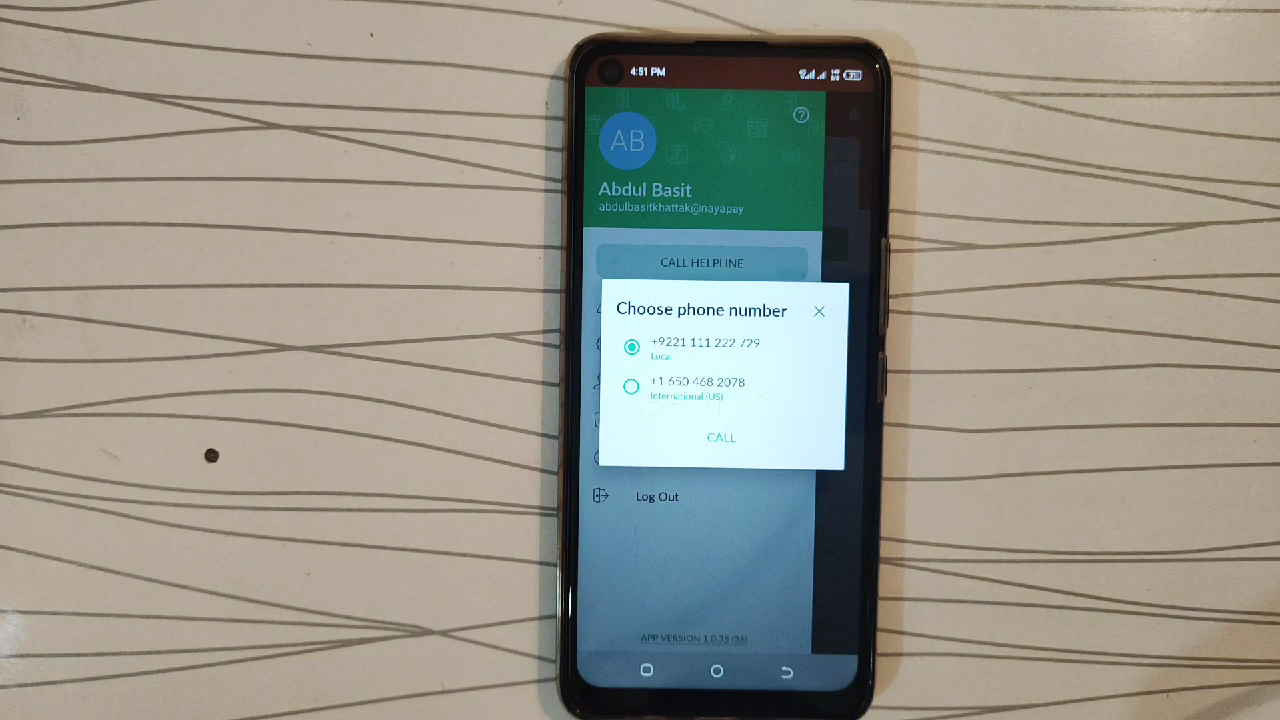 4:51 PM
AB
Abdul Basit
abdulbasitkhattak@nayapay
CALL HELPLINE
Choose phone number
+9221 111 222 729
Local
+1 650 468 2078
International (US)
CALL
Log Out
APP VERSION 1.0.35 (36)